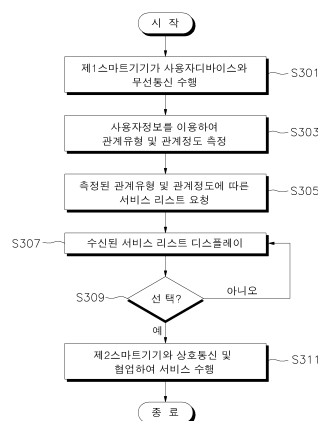 시 작
제1스마트기기가 사용자디바이스와
무선통신 수행
S301
사용자정보를 이용하여
관계유형 및 관계정도 측정
S303
측정된 관계유형 및 관계정도에 따른
서비스 리스트 요청
S305
S307
수신된 서비스 리스트 디스플레이
S309
선 택?
아니오
예
제2스마트기기와 상호통신 및
협업하여 서비스 수행
S311
종 료